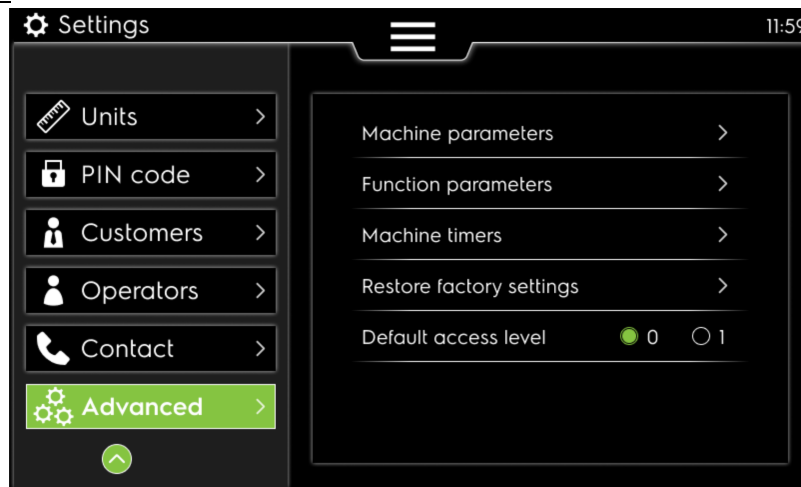 Settings
11:59
Units
PIN code
Customers
Operators
Contact
Advanced
Machine parameters
Function parameters
Machine timers
Restore factory settings
Default access level 0 1